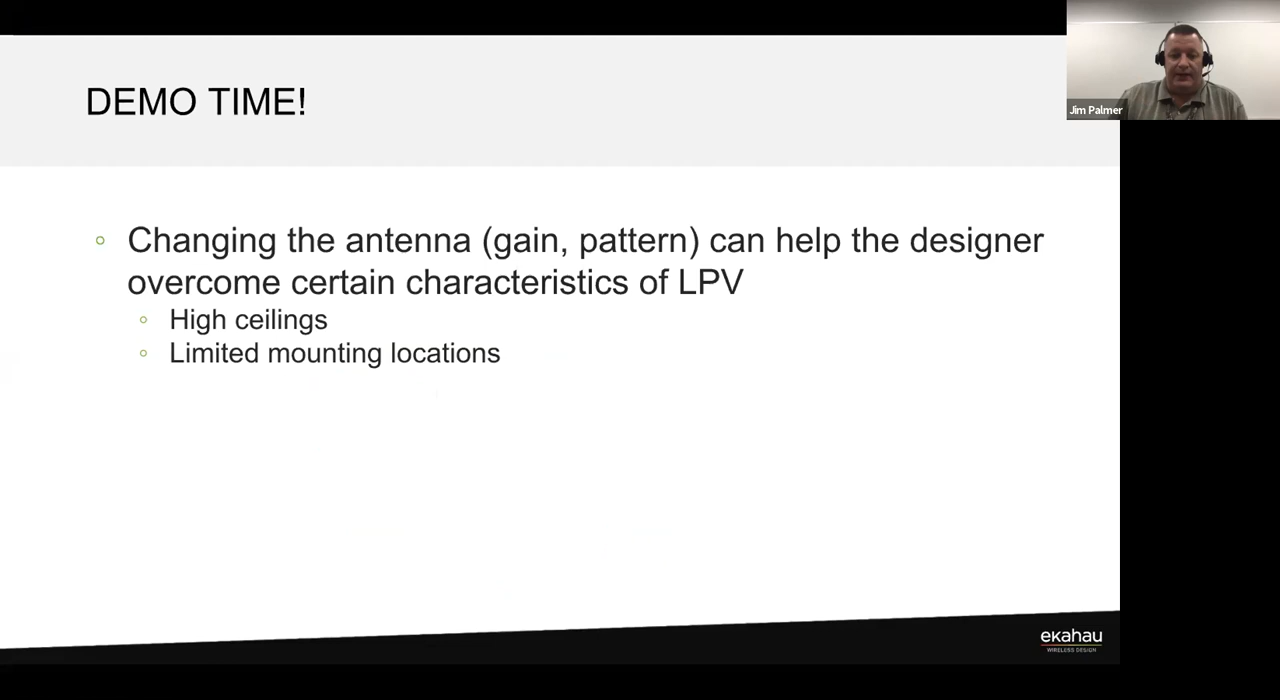 DEMO TIME!
Jim Palmer
Changing the antenna (gain, pattern) can help the designer
overcome certain characteristics of LPV
High ceilings
Limited mounting locations
ekahau
WIRELESS DESIGN